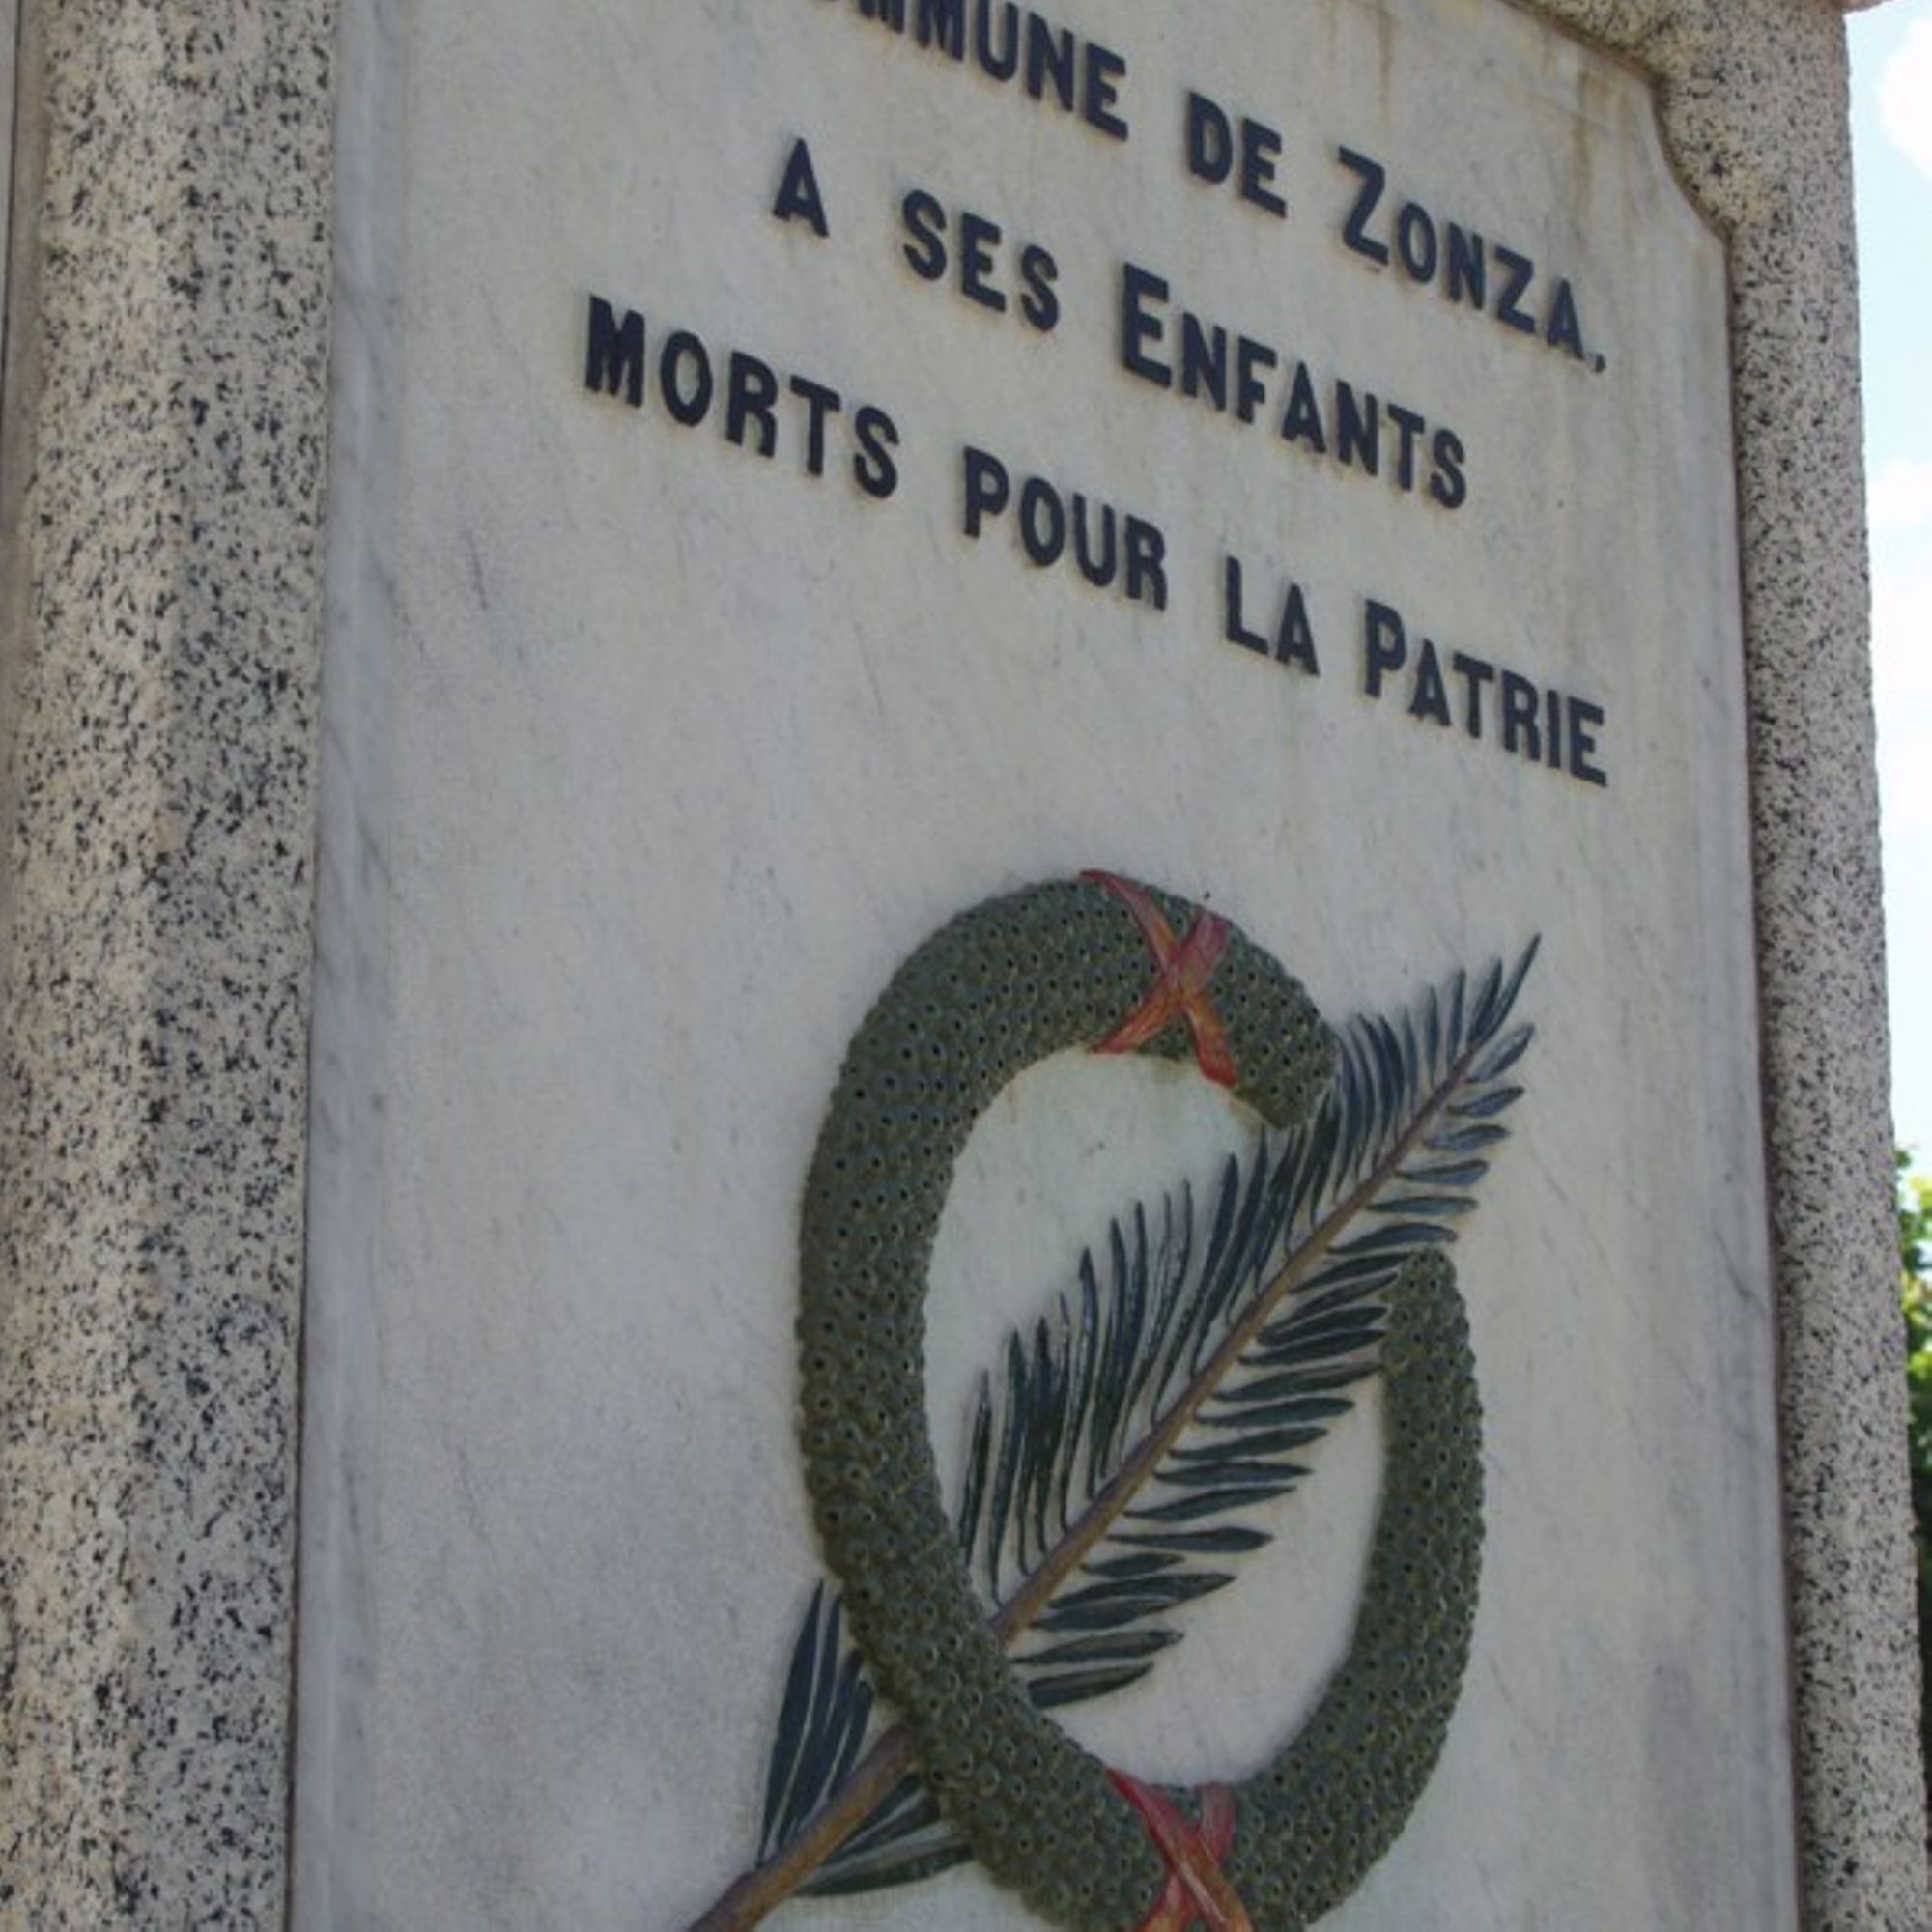 DE ZONZA,
A SES ENFANTS
MORTS POUR LA PATRIE